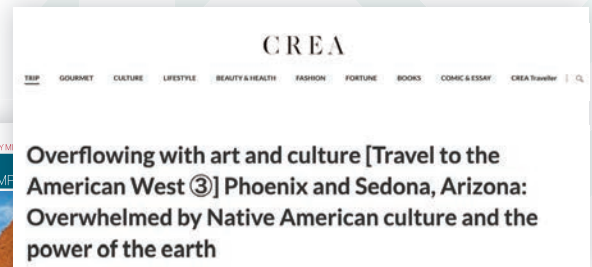 CREA
TRIP GOURMET CULTURE LIFESTYLE BEAUTY & HEALTH FASHION FORTUNE BOOKS COMIC & ESSAY CREA Traveller
Overflowing with art and culture [Travel to the
American West ③] Phoenix and Sedona, Arizona:
Overwhelmed by Native American culture and the
power of the earth